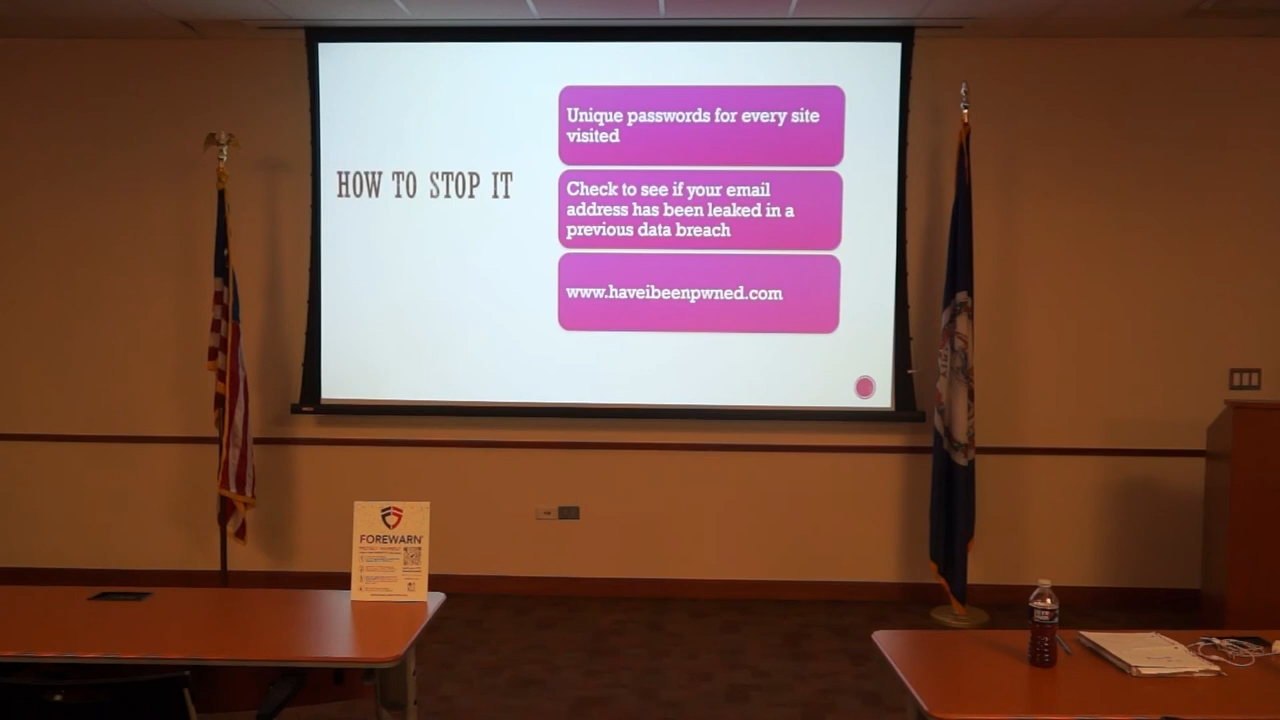 HOW TO STOP IT
Unique passwords for every site
visited
Check to see if your email
address has been leaked in a
previous data breach
www.haveibeenpwned.com
FOREWARN